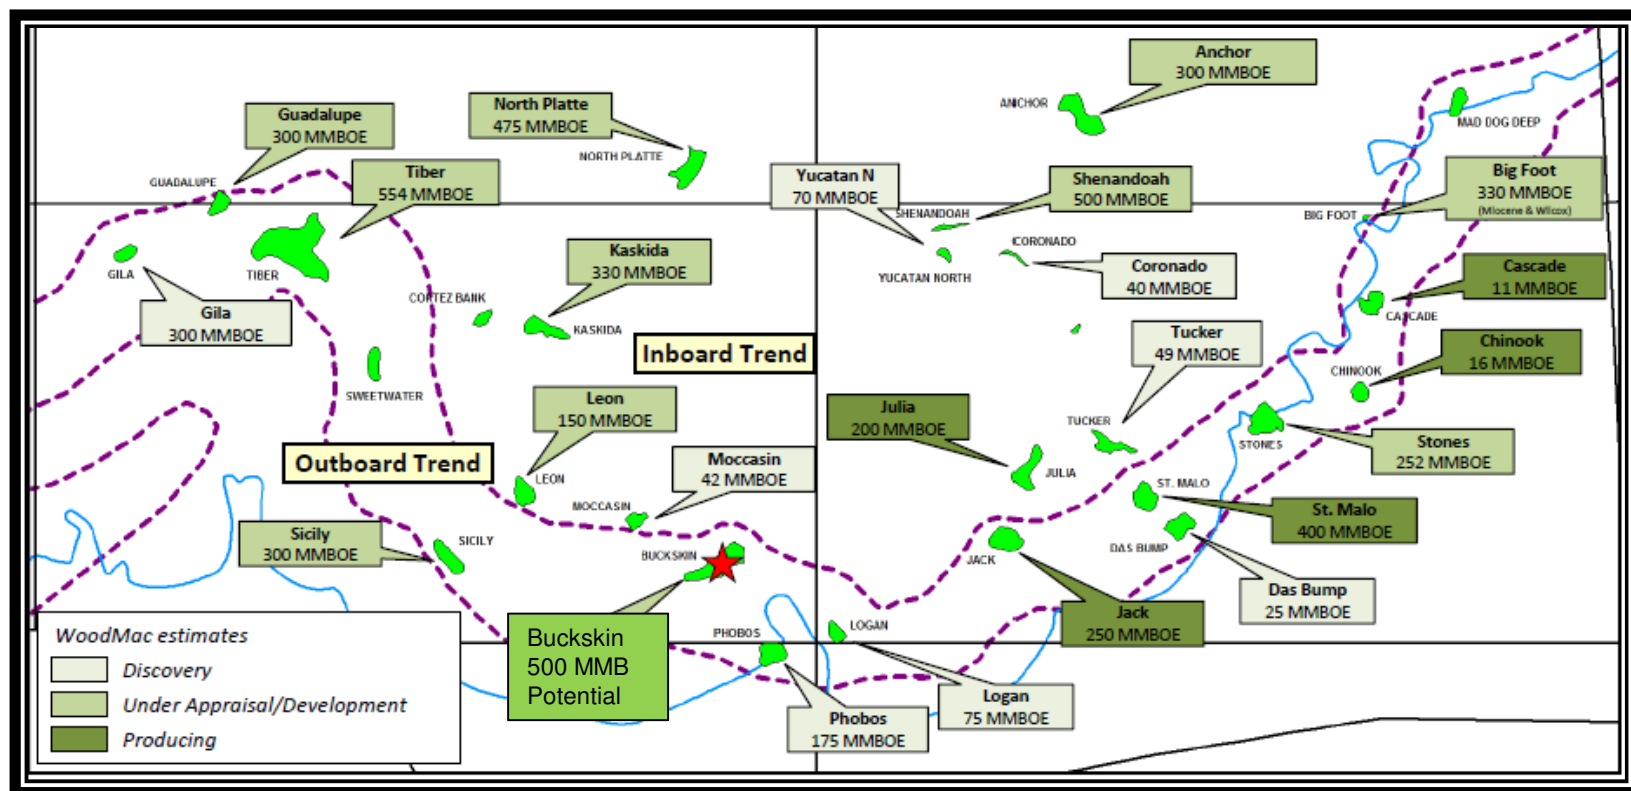 Anchor
300 MMBOE
ANCHOR
MAD DOG DEEP
North Platte
475 MMBOE
NORTH PLATTE
Guadalupe
300 MMBOE
GUADALUPE
Tiber
554 MMBOE
TIBER
Yucatan N
70 MMBOE
Shenandoah
500 MMBOE
SHENANDOAH
Big Foot
330 MMBOE
(Miocene & Wilcox)
BIG FOOT
GILA
Gila
300 MMBOE
Kaskida
330 MMBOE
CORTEZ BANK
KASKIDA
YUCATAN NORTH
CORONADO
Coronado
40 MMBOE
Cascade
11 MMBOE
CASCADE
Inboard Trend
Tucker
49 MMBOE
TUCKER
Chinook
16 MMBOE
CHINOOK
SWEETWATER
Leon
150 MMBOE
LEON
Julia
200 MMBOE
JULIA
STONES
Stones
252 MMBOE
Outboard Trend
Moccasin
42 MMBOE
MOCCASIN
ST. MALO
St. Malo
400 MMBOE
Sicily
300 MMBOE
SICILY
BUCKSKIN
JACK
DAS BUMP
Das Bump
25 MMBOE
Jack
250 MMBOE
Buckskin
500 MMB
Potential
PHOBOS
LOGAN
Logan
75 MMBOE
Phobos
175 MMBOE
WoodMac estimates
Discovery
Under Appraisal/Development
Producing